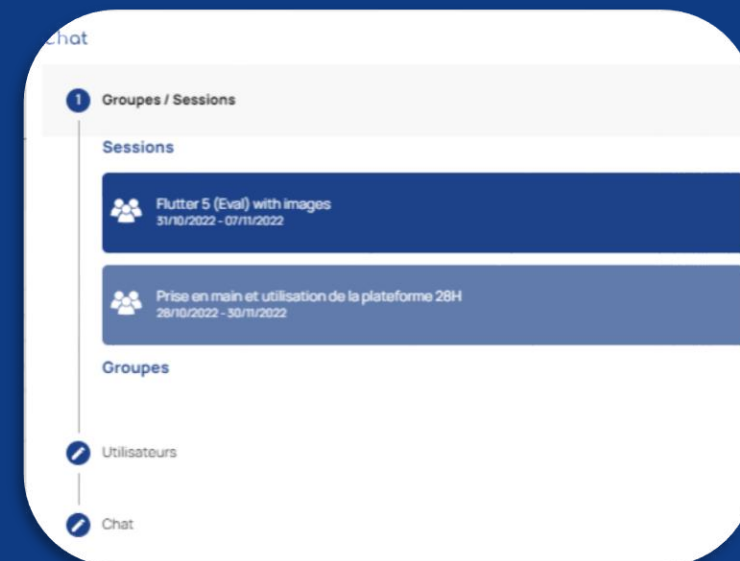 Chat
1 Groupes / Sessions
Sessions
Flutter 5 (Eval) with images
31/10/2022 - 07/11/2022
Prise en main et utilisation de la plateforme 28H
28/10/2022 - 30/11/2022
Groupes
Utilisateurs
Chat